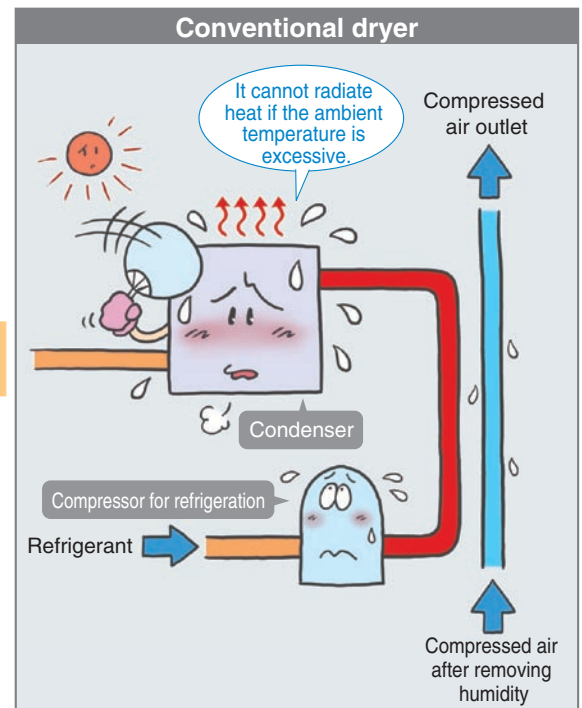 Conventional dryer
It cannot radiate
heat if the ambient
temperature is
excessive.
Compressed
air outlet
Condenser
Compressor for refrigeration
Refrigerant
Compressed air
after removing
humidity